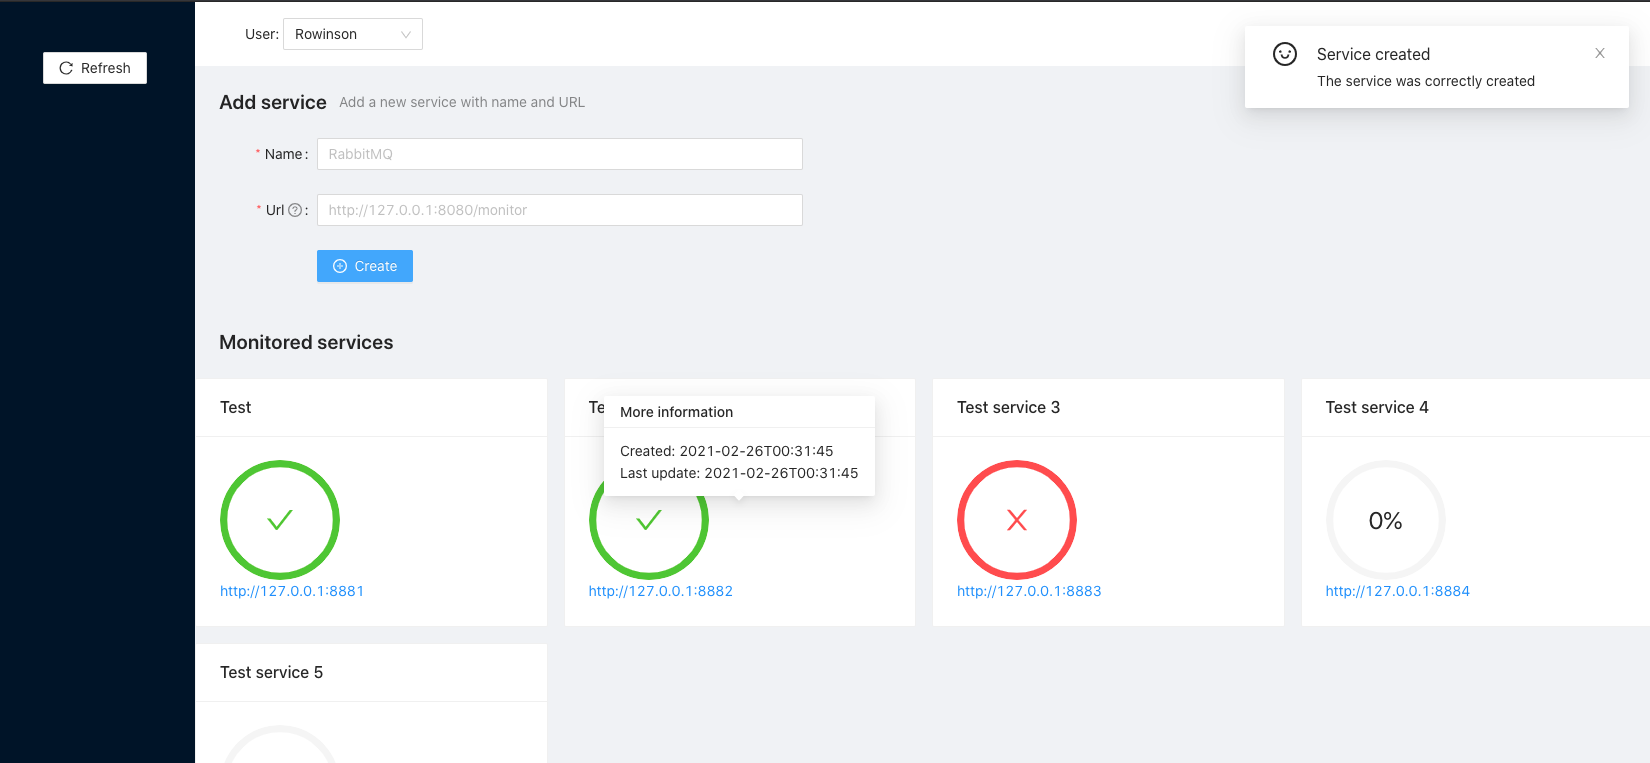 Refresh
User: Rowinson
Service created
The service was correctly created
Add service Add a new service with name and URL
* Name : RabbitMQ
* Url : http://127.0.0.1:8080/monitor
Create
Monitored services
Test
Te
More information
Created: 2021-02-26T00:31:45
Last update: 2021-02-26T00:31:45
Test service 3
Test service 4
0%
http://127.0.0.1:8881
http://127.0.0.1:8882
http://127.0.0.1:8883
http://127.0.0.1:8884
Test service 5